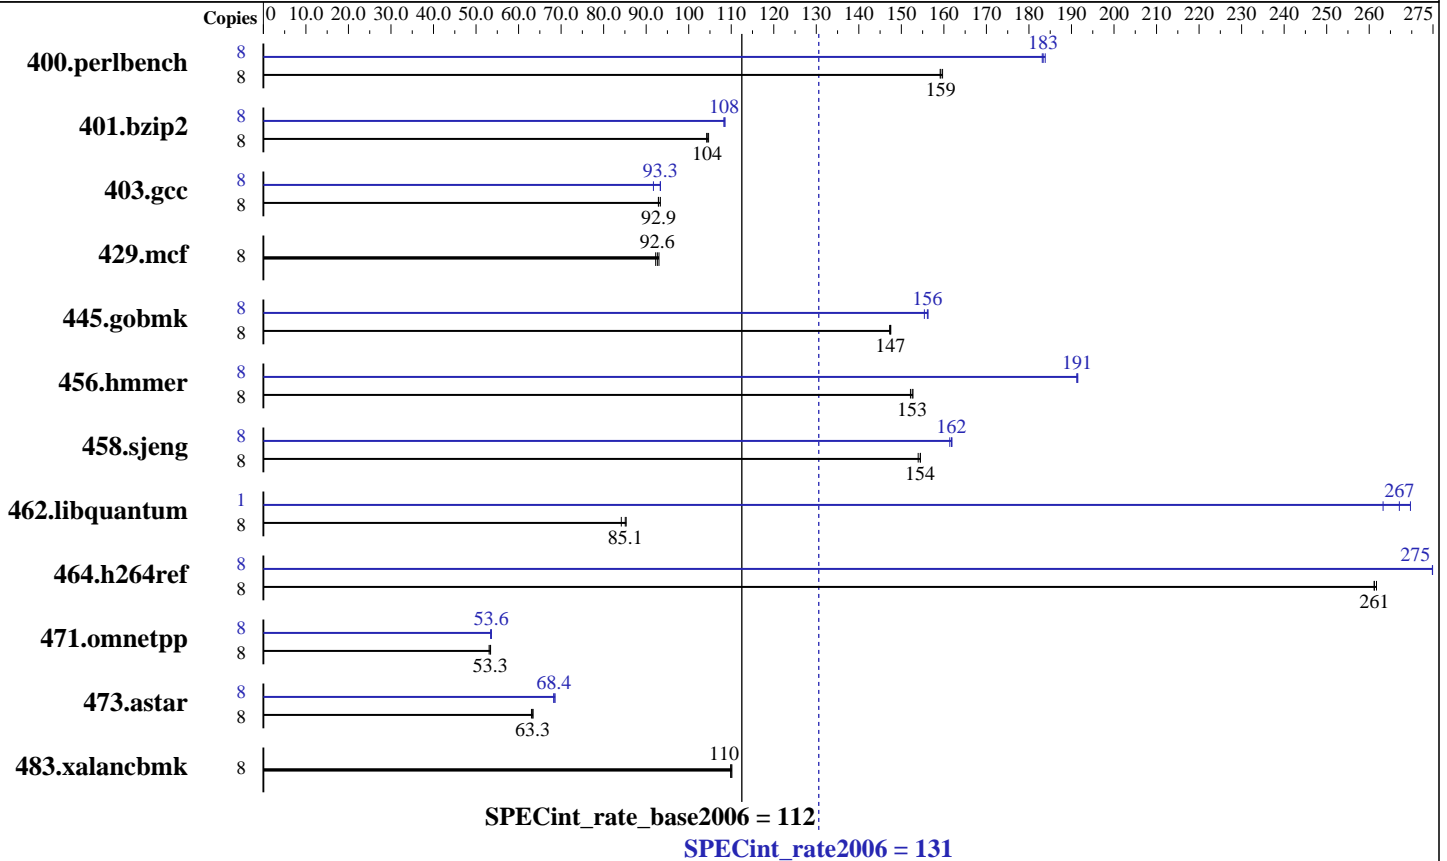 Copies 0 10.0 20.0 30.0 40.0 50.0 60.0 70.0 80.0 90.0 100 110 120 130 140 150 160 170 180 190 200 210 220 230 240 250 260 275
400.perlbench 8 183
8 159
401.bzip2 8 108
8 104
403.gcc 8 93.3
8 92.9
429.mcf 8 92.6
445.gobmk 8 156
8 147
456.hmmer 8 191
8 153
458.sjeng 8 162
8 154
462.libquantum 1 267
8 85.1
464.h264ref 8 275
8 261
471.omnetpp 8 53.6
8 53.3
473.astar 8 68.4
8 63.3
483.xalancbmk 8 110
SPECint_rate_base2006 = 112
SPECint_rate2006 = 131